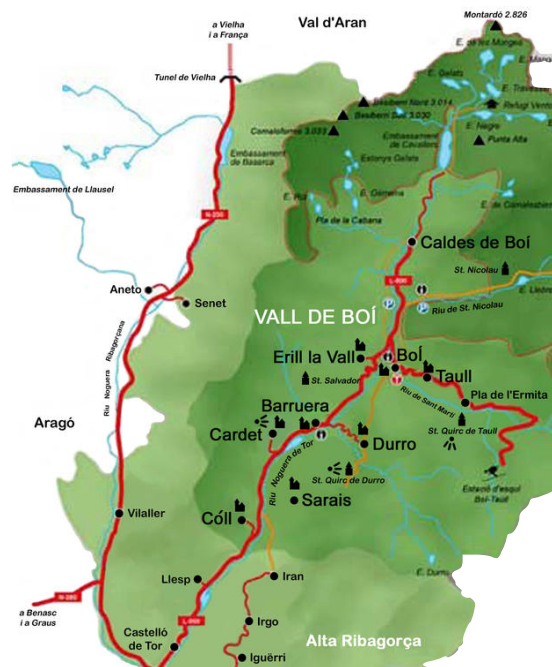 Montardó 2.826
a Vielha
i a França
Val d'Aran
Tunel de Vielha
Besiberri Nord 3.014
Besiberri Sud 3.030
Comaloforno 3.033
Refugi Vento
E. Negre
Punta Alta
Embassament
de Cavallers
Estanys Gelats
E. Gémena
Pla de la Cabana
Embassament
de Baserca
Embassament de Llausel
N-230
Caldes de Boí
L-500
St. Nicolau
Riu de St. Nicolau
Aneto
Senet
Riu Noguera Ribagorçana
VALL DE BOÍ
Erill la Vall
Boí
Taull
St. Salvador
Riu de Sant Martí
Pla de l'Ermita
Aragó
Barruera
Cardet
St. Quirc de Taull
Durro
Riu Noguera de Tor
St. Quirc de Durro
Estació d'esquí
Boí-Taüll
Sarais
Cóll
Vilaller
E. Durro
Llesp
Iran
N-260
a Benasc
i a Graus
L-500
Irgo
Castelló
de Tor
Alta Ribagorça
Iguërri